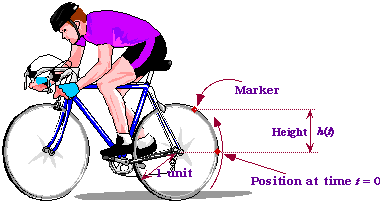 Marker
Height h(t)
1 unit
Position at time t = 0